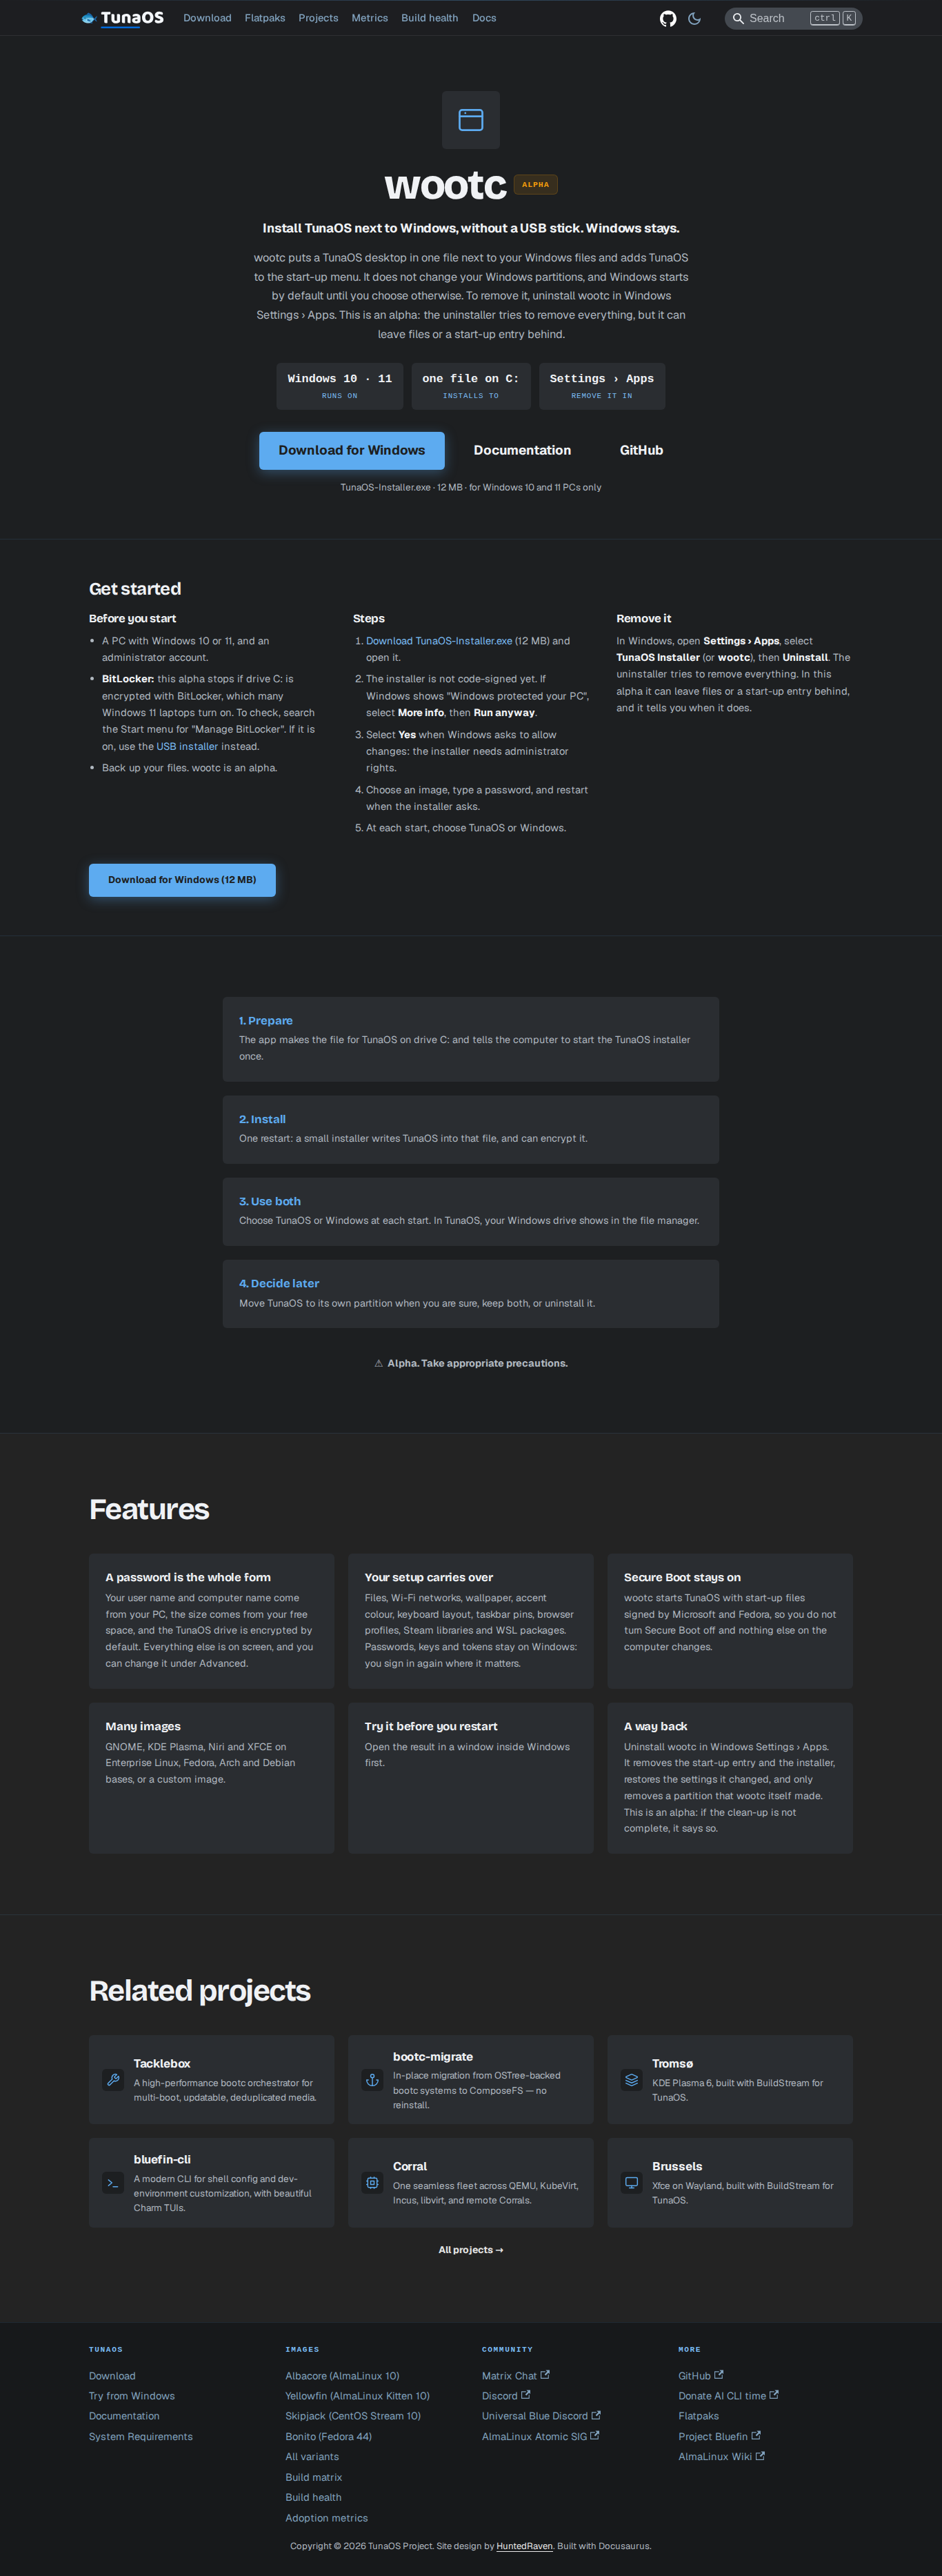 TunaOS Download Flatpaks Projects Metrics Build health Docs Search ctrl K
wootc ALPHA
Install TunaOS next to Windows, without a USB stick. Windows stays.
wootc puts a TunaOS desktop in one file next to your Windows files and adds TunaOS
to the start-up menu. It does not change your Windows partitions, and Windows starts
by default until you choose otherwise. To remove it, uninstall wootc in Windows
Settings › Apps. This is an alpha: the uninstaller tries to remove everything, but it can
leave files or a start-up entry behind.
Windows 10 · 11
RUNS ON
one file on C:
INSTALLS TO
Settings › Apps
REMOVE IT IN
Download for Windows Documentation GitHub
TunaOS-Installer.exe · 12 MB · for Windows 10 and 11 PCs only
Get started
Before you start
• A PC with Windows 10 or 11, and an
administrator account.
• BitLocker: this alpha stops if drive C: is
encrypted with BitLocker, which many
Windows 11 laptops turn on. To check, search
the Start menu for "Manage BitLocker". If it is
on, use the USB installer instead.
• Back up your files. wootc is an alpha.
Steps
1. Download TunaOS-Installer.exe (12 MB) and
open it.
2. The installer is not code-signed yet. If
Windows shows "Windows protected your PC",
select More info, then Run anyway.
3. Select Yes when Windows asks to allow
changes: the installer needs administrator
rights.
4. Choose an image, type a password, and restart
when the installer asks.
5. At each start, choose TunaOS or Windows.
Remove it
In Windows, open Settings › Apps, select
TunaOS Installer (or wootc), then Uninstall. The
uninstaller tries to remove everything. In this
alpha it can leave files or a start-up entry behind,
and it tells you when it does.
Download for Windows (12 MB)
1. Prepare
The app makes the file for TunaOS on drive C: and tells the computer to start the TunaOS installer
once.
2. Install
One restart: a small installer writes TunaOS into that file, and can encrypt it.
3. Use both
Choose TunaOS or Windows at each start. In TunaOS, your Windows drive shows in the file manager.
4. Decide later
Move TunaOS to its own partition when you are sure, keep both, or uninstall it.
⚠ Alpha. Take appropriate precautions.
Features
A password is the whole form
Your user name and computer name come
from your PC, the size comes from your free
space, and the TunaOS drive is encrypted by
default. Everything else is on screen, and you
can change it under Advanced.
Your setup carries over
Files, Wi-Fi networks, wallpaper, accent
colour, keyboard layout, taskbar pins, browser
profiles, Steam libraries and WSL packages.
Passwords, keys and tokens stay on Windows:
you sign in again where it matters.
Secure Boot stays on
wootc starts TunaOS with start-up files
signed by Microsoft and Fedora, so you do not
turn Secure Boot off and nothing else on the
computer changes.
Many images
GNOME, KDE Plasma, Niri and XFCE on
Enterprise Linux, Fedora, Arch and Debian
bases, or a custom image.
Try it before you restart
Open the result in a window inside Windows
first.
A way back
Uninstall wootc in Windows Settings › Apps.
It removes the start-up entry and the installer,
restores the settings it changed, and only
removes a partition that wootc itself made.
This is an alpha: if the clean-up is not
complete, it says so.
Related projects
Tacklebox
A high-performance bootc orchestrator for
multi-boot, updatable, deduplicated media.
bootc-migrate
In-place migration from OSTree-backed
bootc systems to ComposeFS — no
reinstall.
Tromsø
KDE Plasma 6, built with BuildStream for
TunaOS.
bluefin-cli
A modern CLI for shell config and dev-
environment customization, with beautiful
Charm TUIs.
Corral
One seamless fleet across QEMU, KubeVirt,
Incus, libvirt, and remote Corrals.
Brussels
Xfce on Wayland, built with BuildStream for
TunaOS.
All projects →
TUNAOS
Download
Try from Windows
Documentation
System Requirements
IMAGES
Albacore (AlmaLinux 10)
Yellowfin (AlmaLinux Kitten 10)
Skipjack (CentOS Stream 10)
Bonito (Fedora 44)
All variants
Build matrix
Build health
Adoption metrics
COMMUNITY
Matrix Chat
Discord
Universal Blue Discord
AlmaLinux Atomic SIG
MORE
GitHub
Donate AI CLI time
Flatpaks
Project Bluefin
AlmaLinux Wiki
Copyright © 2026 TunaOS Project. Site design by HuntedRaven. Built with Docusaurus.